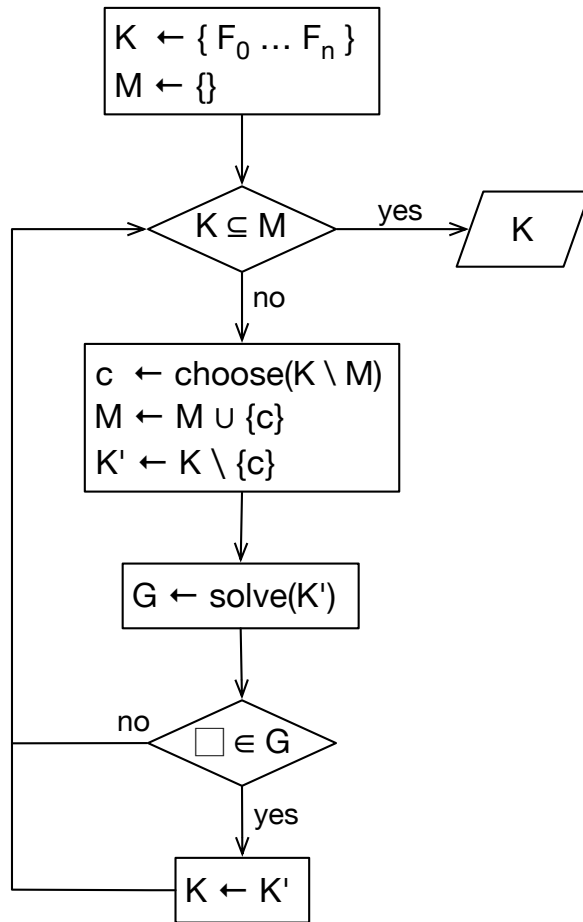 K ← { F₀ … Fₙ }
M ← {}
K ⊆ M
yes
K
no
c ← choose(K \ M)
M ← M ∪ {c}
K' ← K \ {c}
G ← solve(K')
no
□ ∈ G
yes
K ← K'